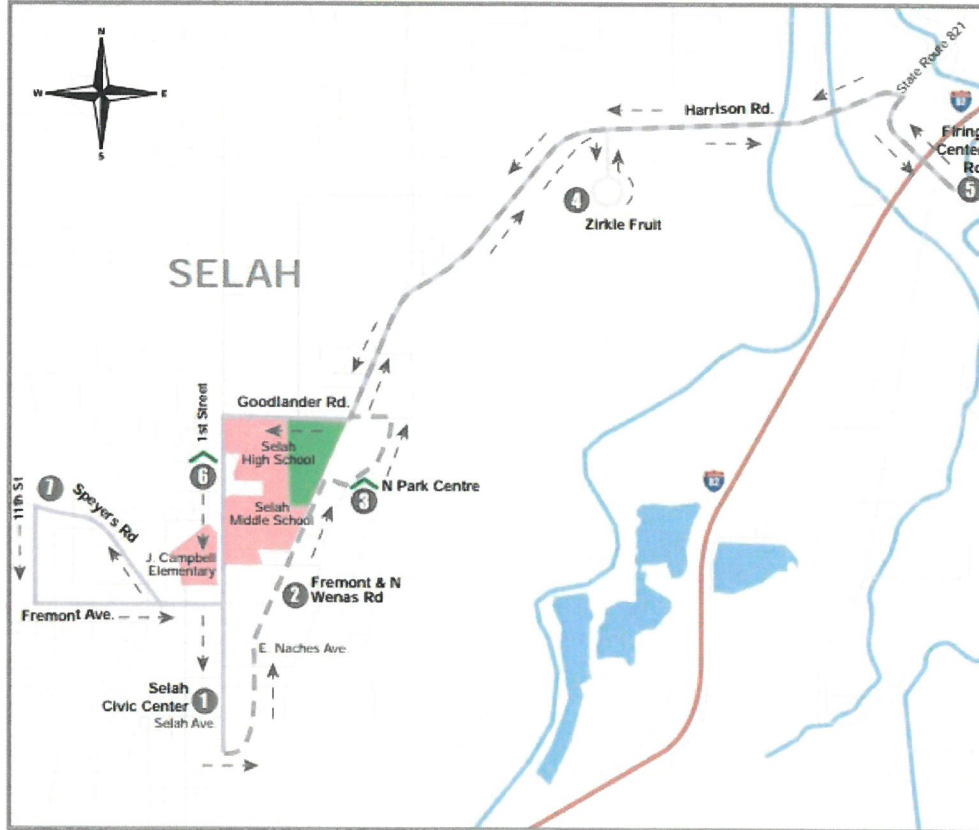 N
W
E
S
State Route 821
82
Harrison Rd.
Firing
Center
Rd
5
4
Zirkle Fruit
SELAH
Goodlander Rd.
1st Street
Selah
High School
6
3
N Park Centre
11th St
7
Speyers Rd
Selah
Middle School
82
J. Campbell
Elementary
2
Fremont & N
Wenas Rd
Fremont Ave.
E. Naches Ave.
Selah
Civic Center
1
Selah Ave